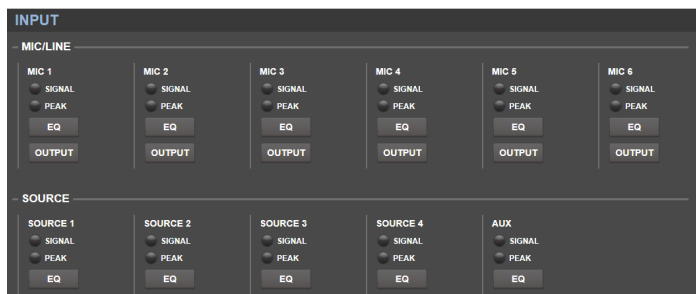 INPUT
MIC/LINE
MIC 1 MIC 2 MIC 3 MIC 4 MIC 5 MIC 6
SIGNAL SIGNAL SIGNAL SIGNAL SIGNAL SIGNAL
PEAK PEAK PEAK PEAK PEAK PEAK
EQ EQ EQ EQ EQ EQ
OUTPUT OUTPUT OUTPUT OUTPUT OUTPUT OUTPUT
SOURCE
SOURCE 1 SOURCE 2 SOURCE 3 SOURCE 4 AUX
SIGNAL SIGNAL SIGNAL SIGNAL SIGNAL
PEAK PEAK PEAK PEAK PEAK
EQ EQ EQ EQ EQ